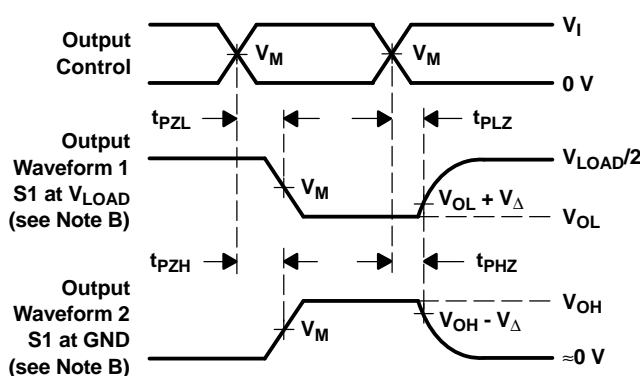 Output
Control
V_I
V_M
V_M
0 V
t_PZL
t_PLZ
Output
Waveform 1
S1 at V_LOAD
(see Note B)
V_LOAD/2
V_M
V_OL + V_Δ
V_OL
t_PZH
t_PHZ
Output
Waveform 2
S1 at GND
(see Note B)
V_OH
V_M
V_OH - V_Δ
≈0 V